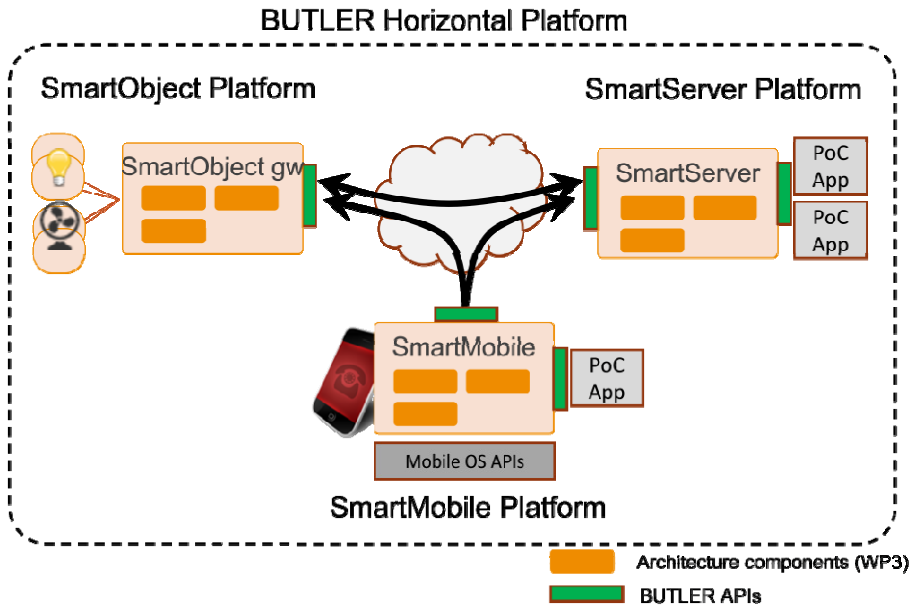 BUTLER Horizontal Platform
SmartObject Platform
SmartServer Platform
SmartObject gw
SmartServer
PoC
App
PoC
App
SmartMobile
PoC
App
Mobile OS APIs
SmartMobile Platform
Architecture components (WP3)
BUTLER APIs